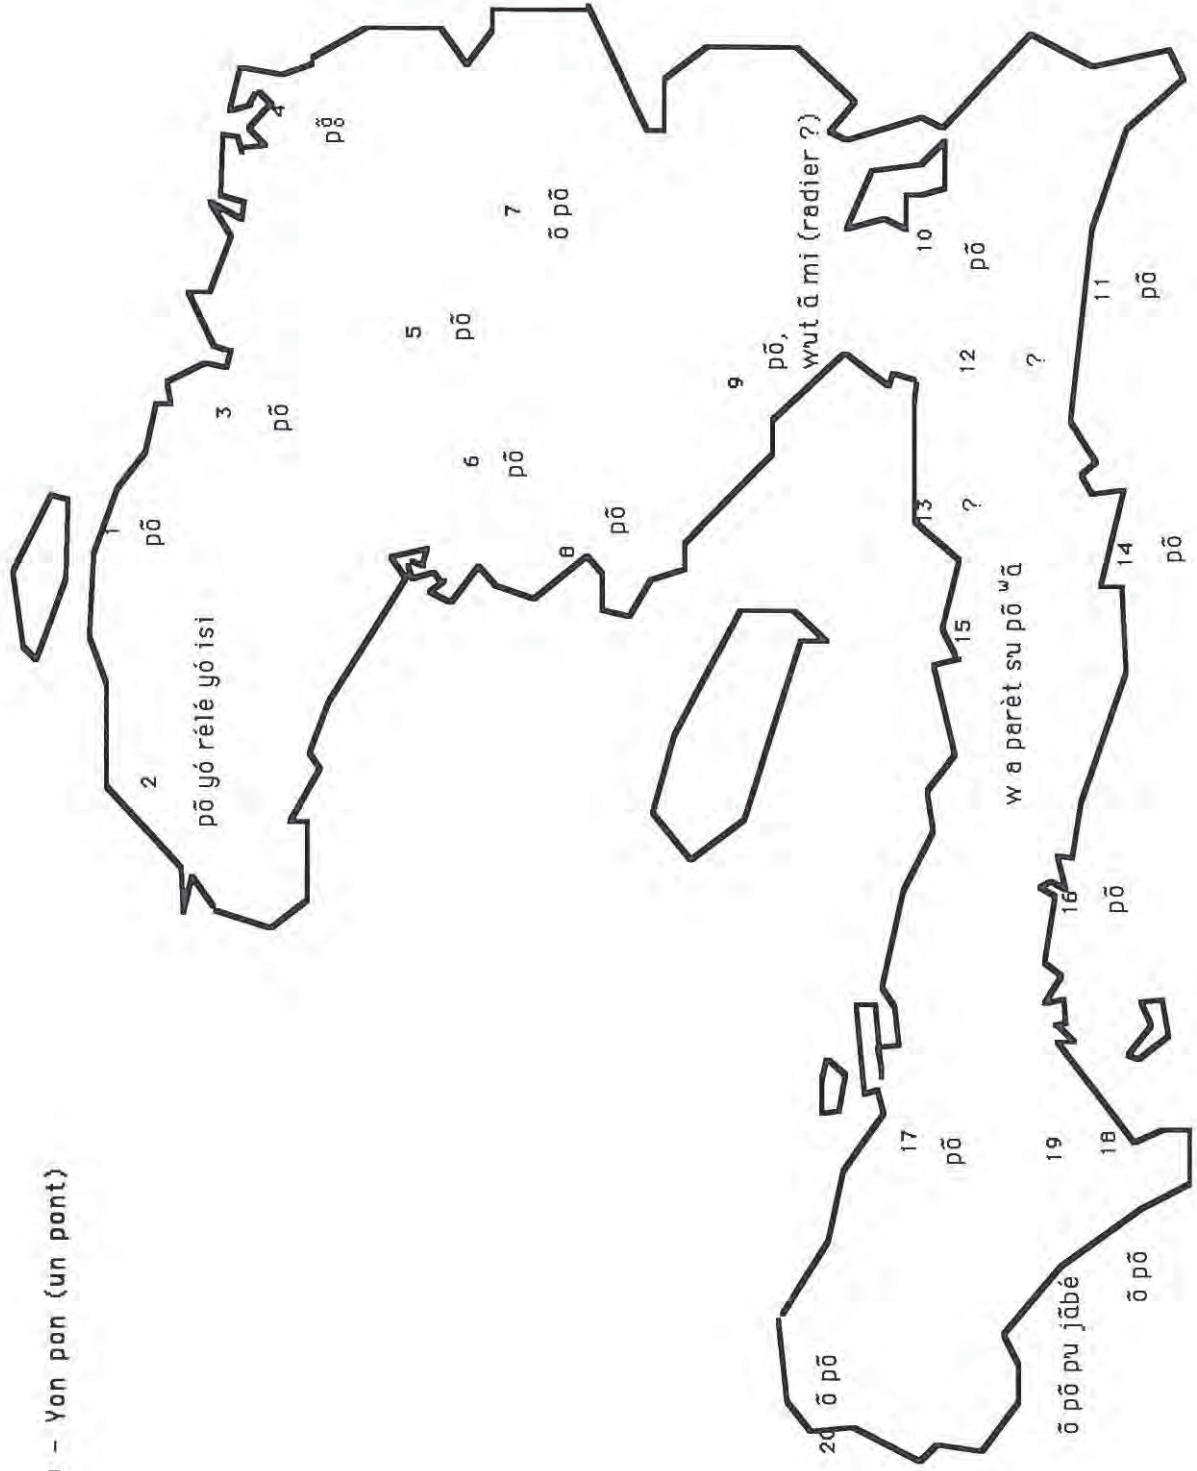 – Yon pon (un pont)
1
põ
2
põ yó rélé yó isi
3
põ
4
põ̃
5
põ
6
põ
7
õ põ
8
põ
9
põ,
wut ã mi (radier ?)
10
põ
11
põ
12
?
13
?
14
põ
15
w a parèt su põ ʷã
16
põ
17
põ
18
õ põ
19
õ põ pu jãbé
20
õ põ